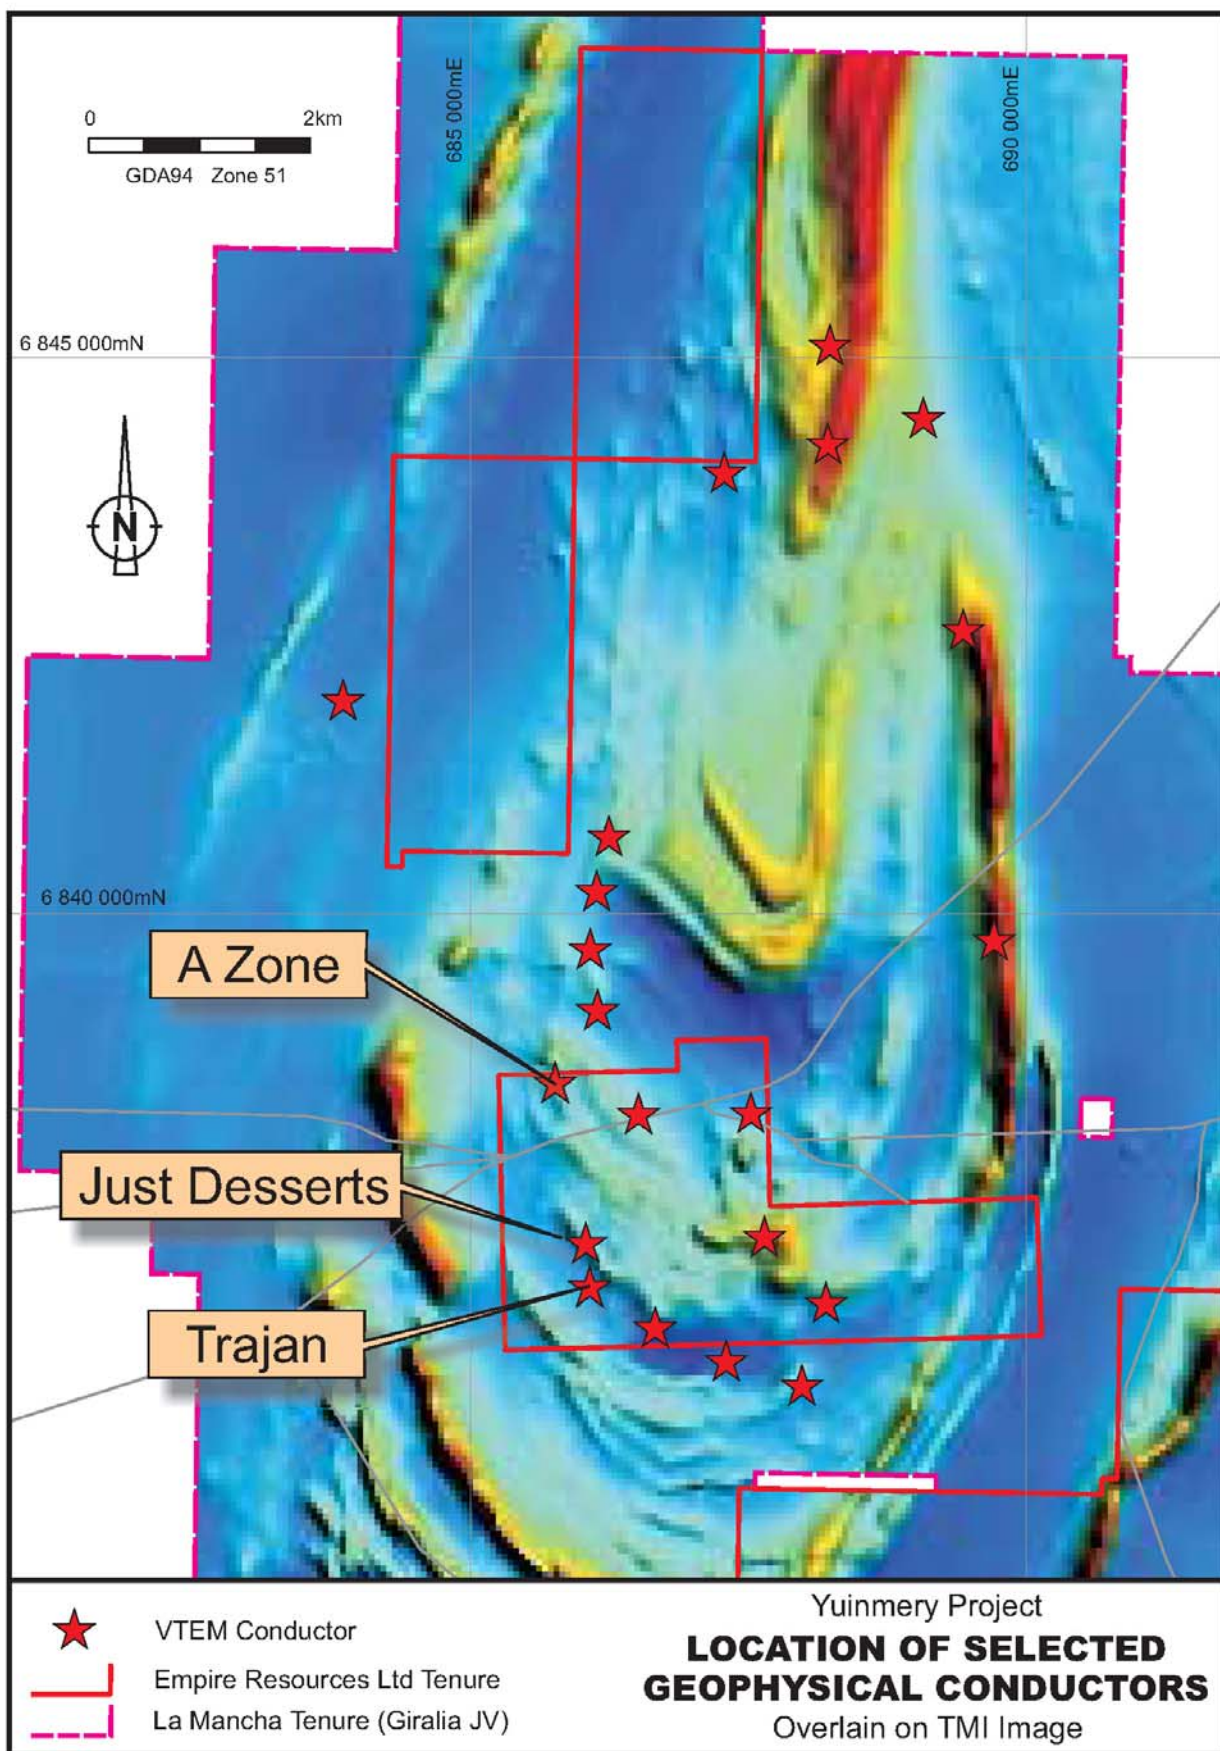 685 000mE
690 000mE
0 2km
GDA94 Zone 51
6 845 000mN
N
6 840 000mN
A Zone
Just Desserts
Trajan
VTEM Conductor
Empire Resources Ltd Tenure
La Mancha Tenure (Giralia JV)
Yuinmery Project
LOCATION OF SELECTED
GEOPHYSICAL CONDUCTORS
Overlain on TMI Image